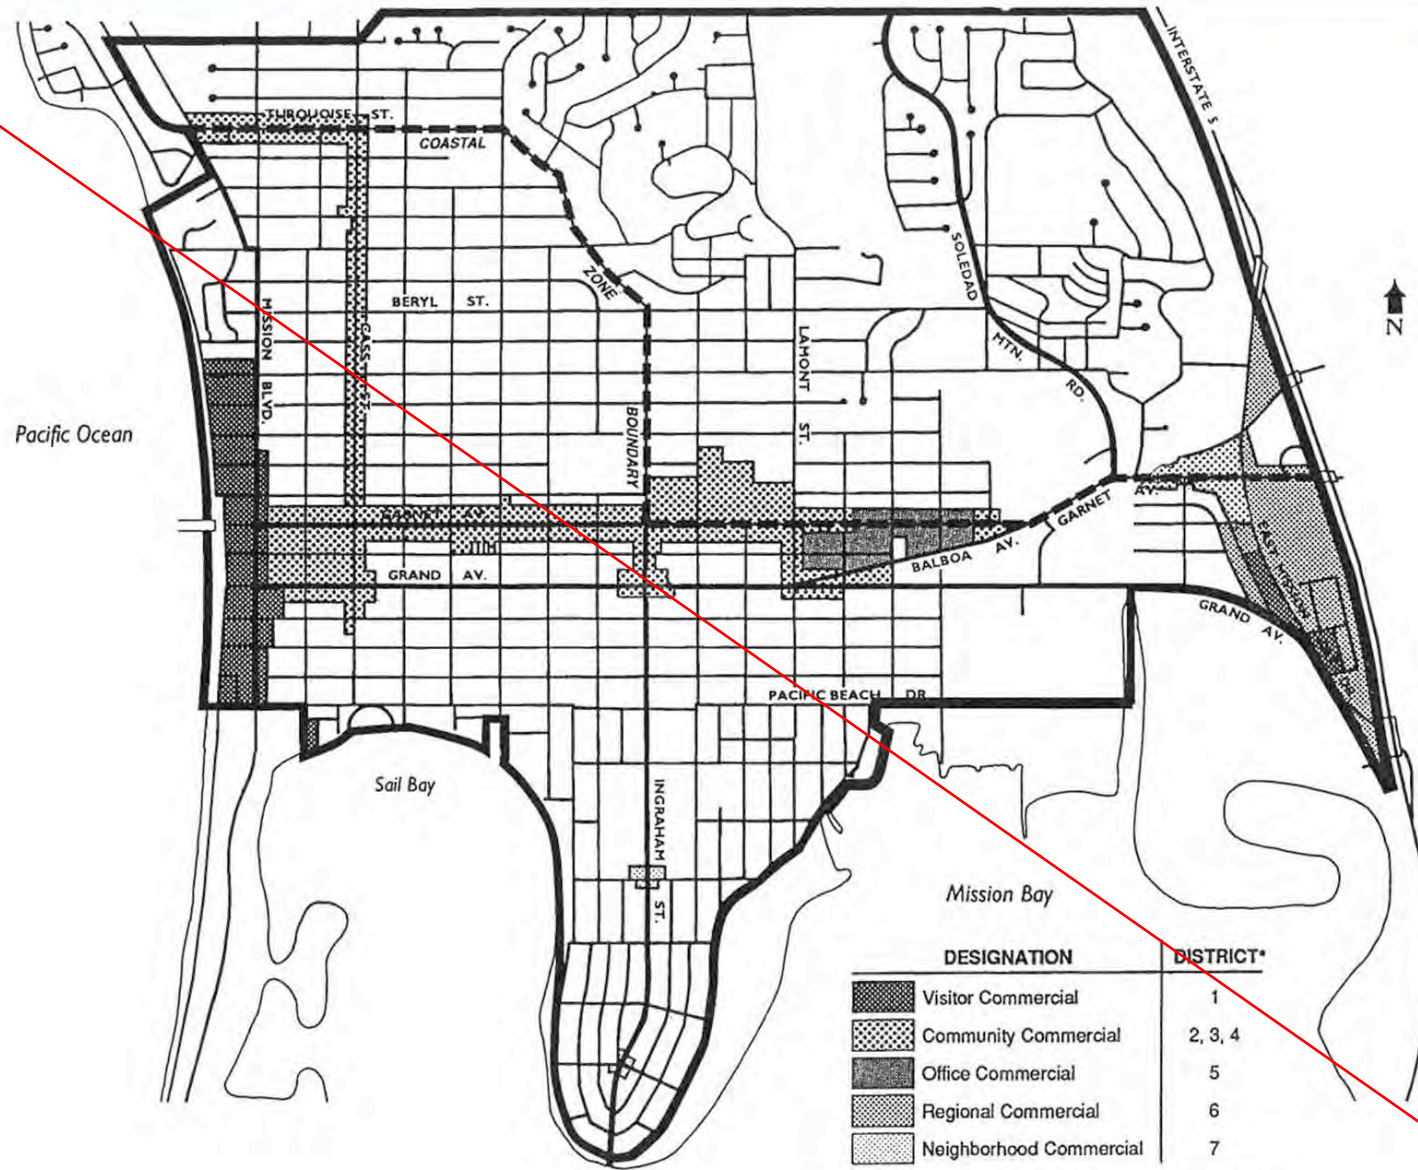 INTERSTATE 5
TURQUOISE ST.
COASTAL
SOLEDAD
ZONE
BERYL ST.
N
MISSION BLVD.
CASS ST.
LAMONT ST.
MTN.
RD.
Pacific Ocean
BOUNDARY
GARNET AV.
GARNET AV.
EAST MISSION
GRAND AV.
BALBOA AV.
GRAND AV.
DR.
PACIFIC BEACH DR
Sail Bay
INGRAHAM ST.
Mission Bay
DESIGNATION DISTRICT*
Visitor Commercial 1
Community Commercial 2, 3, 4
Office Commercial 5
Regional Commercial 6
Neighborhood Commercial 7